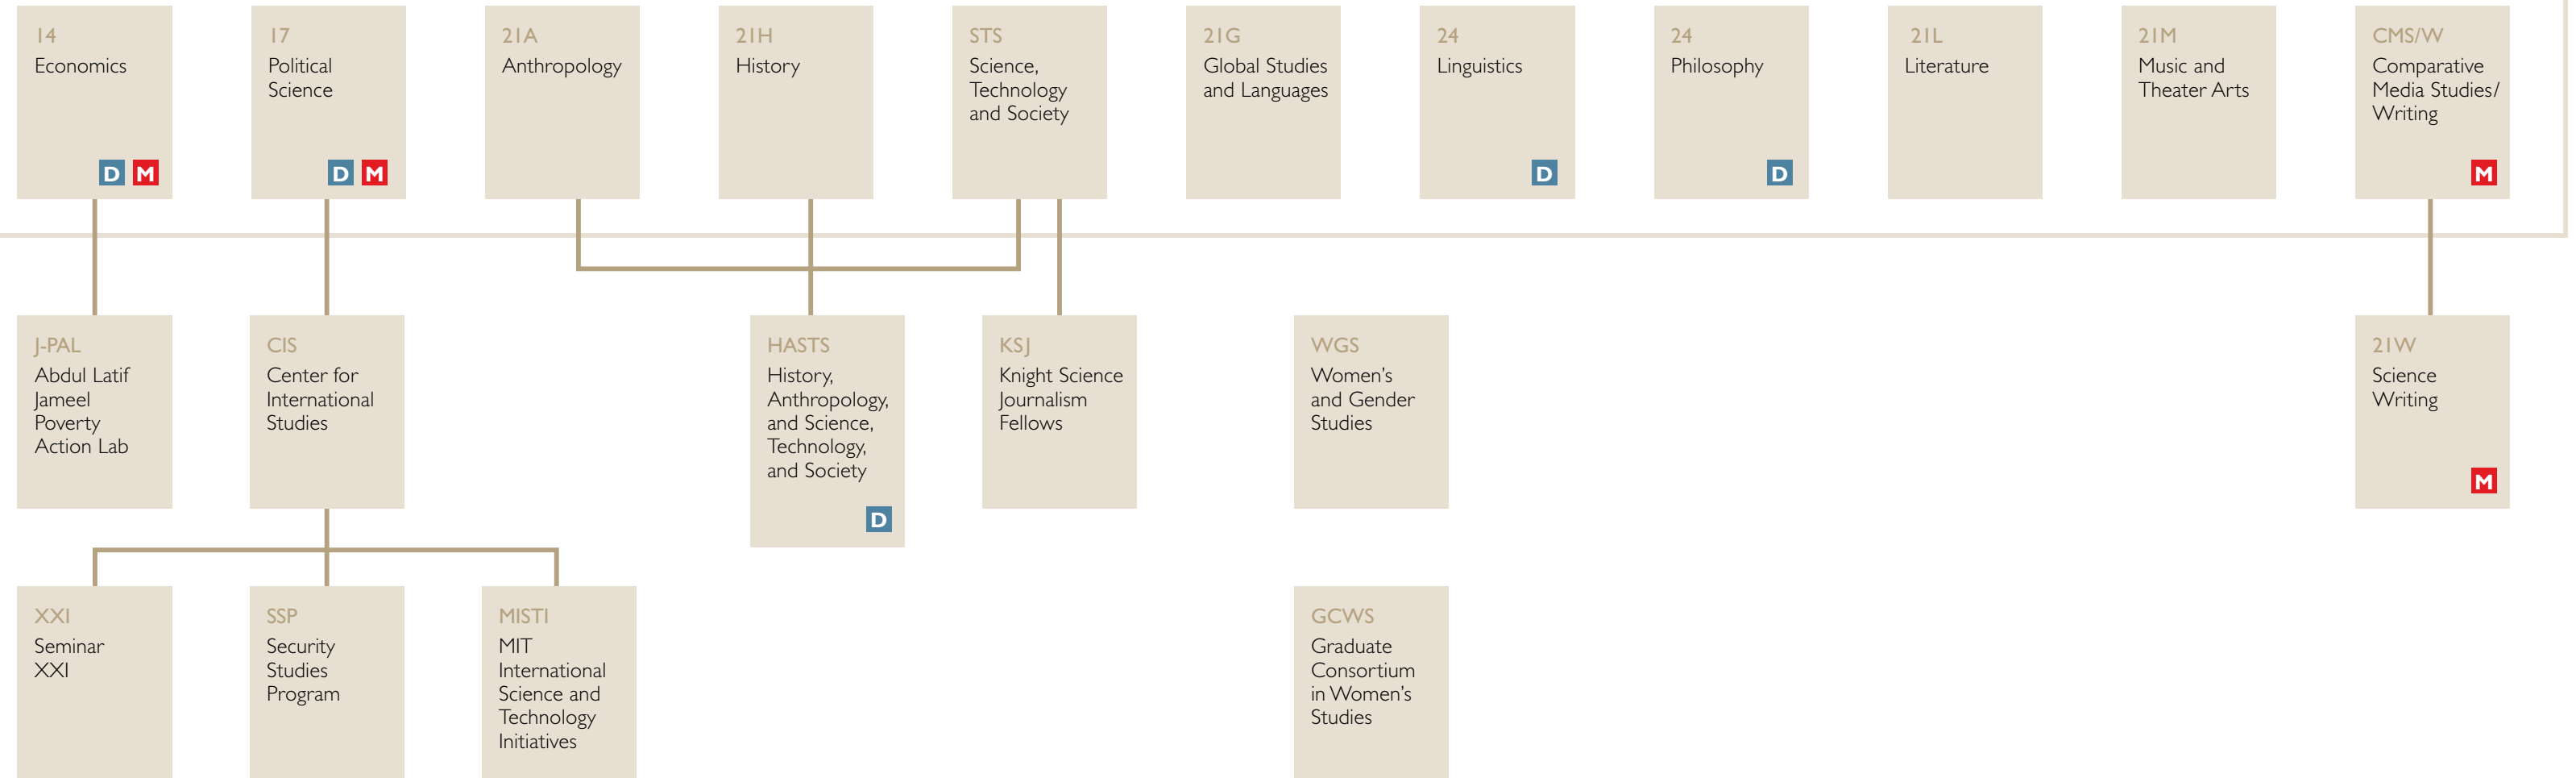 14
Economics
D M
17
Political
Science
D M
21A
Anthropology
21H
History
STS
Science,
Technology
and Society
21G
Global Studies
and Languages
24
Linguistics
D
24
Philosophy
D
21L
Literature
21M
Music and
Theater Arts
CMS/W
Comparative
Media Studies/
Writing
M
J-PAL
Abdul Latif
Jameel
Poverty
Action Lab
CIS
Center for
International
Studies
HASTS
History,
Anthropology,
and Science,
Technology,
and Society
D
KSJ
Knight Science
Journalism
Fellows
WGS
Women’s
and Gender
Studies
21W
Science
Writing
M
XXI
Seminar
XXI
SSP
Security
Studies
Program
MISTI
MIT
International
Science and
Technology
Initiatives
GCWS
Graduate
Consortium
in Women’s
Studies